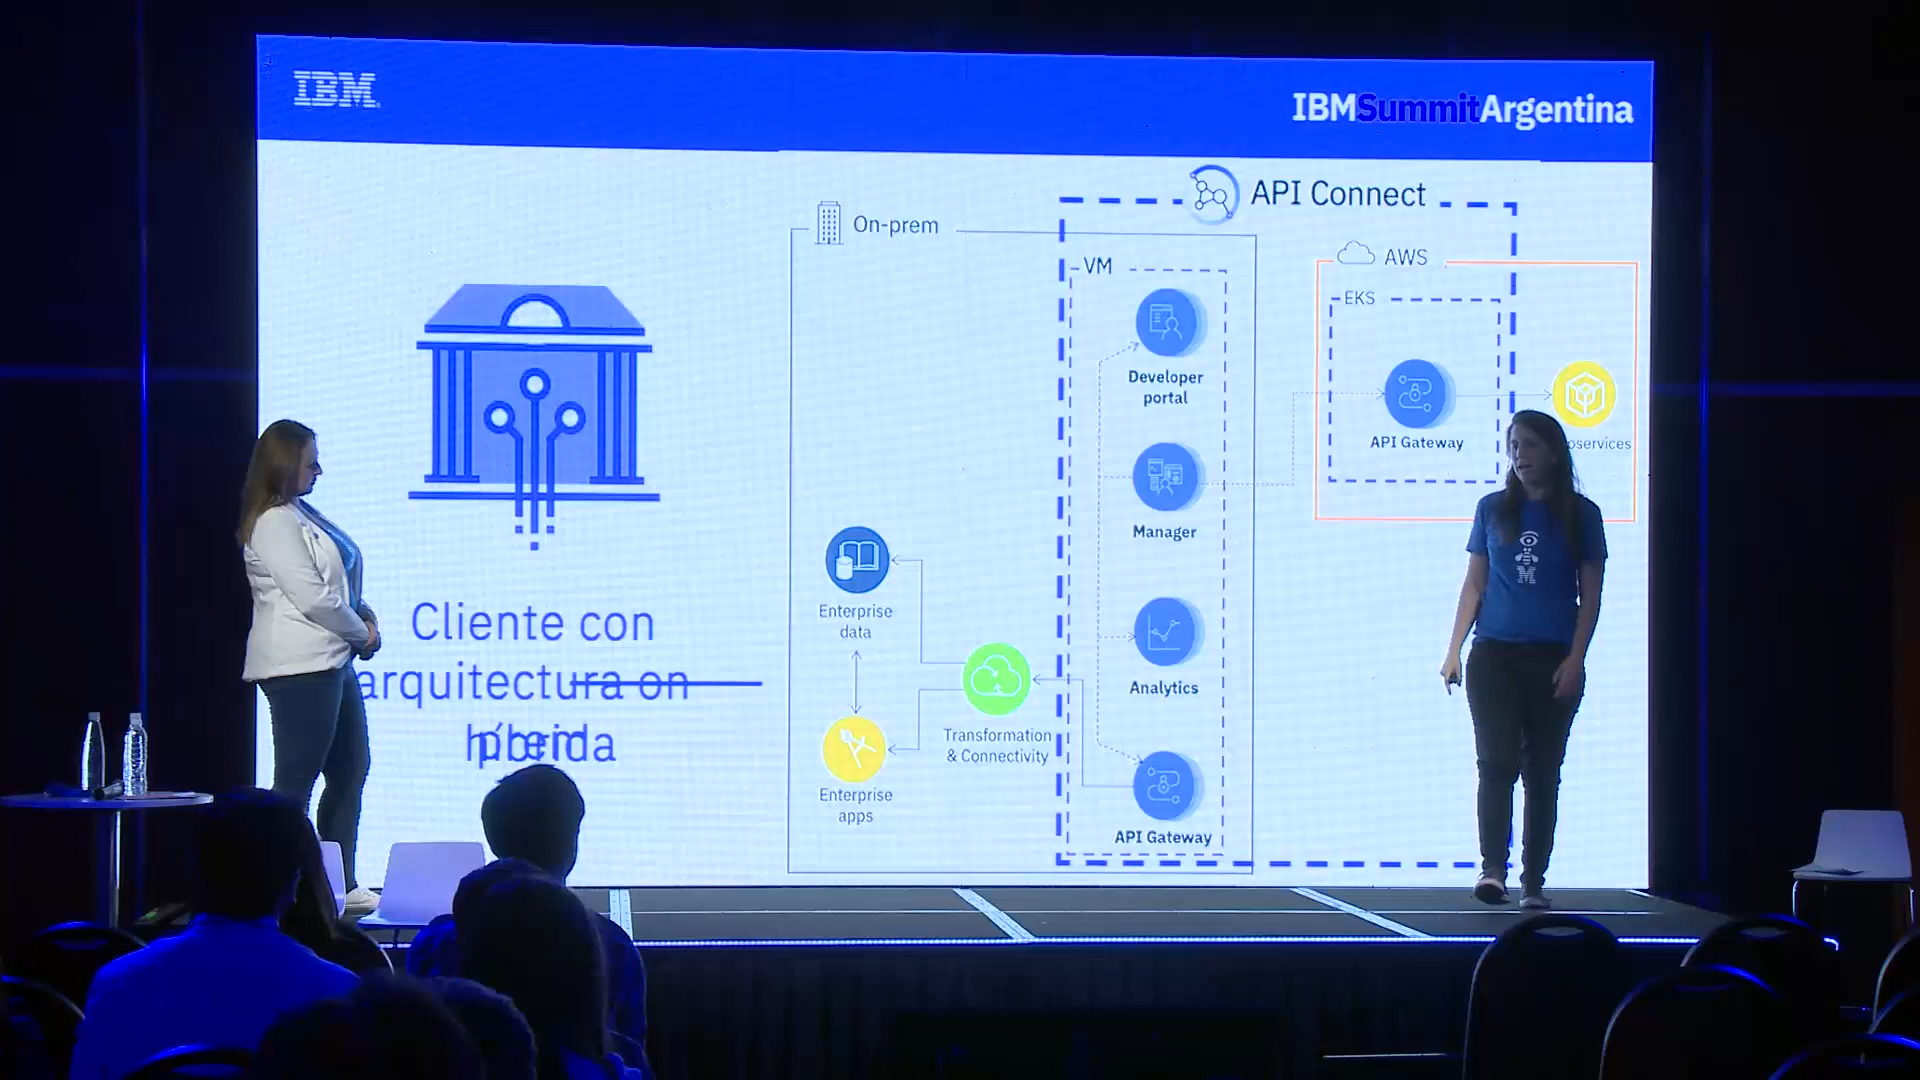 IBM
IBMSummitArgentina
API Connect
On-prem
AWS
VM
EKS
Developer
portal
API Gateway
oservices
Manager
Enterprise
data
Cliente con
arquitectura on
Analytics
Transformation
& Connectivity
Enterprise
apps
API Gateway